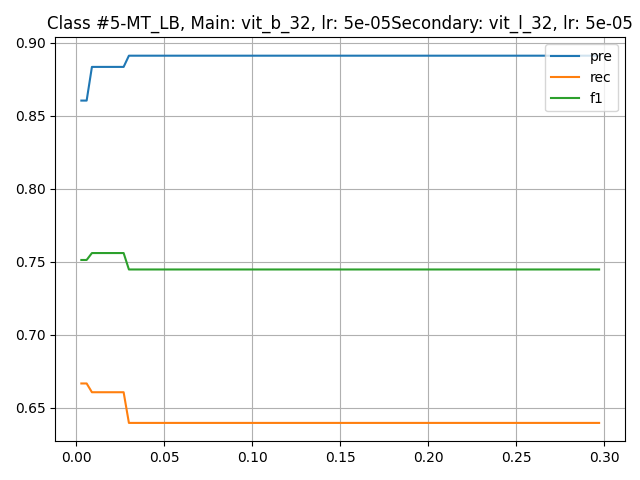 Class #5-MT_LB, Main: vit_b_32, lr: 5e-05Secondary: vit_l_32, lr: 5e-05
pre
rec
f1
0.90
0.85
0.80
0.75
0.70
0.65
0.00 0.05 0.10 0.15 0.20 0.25 0.30